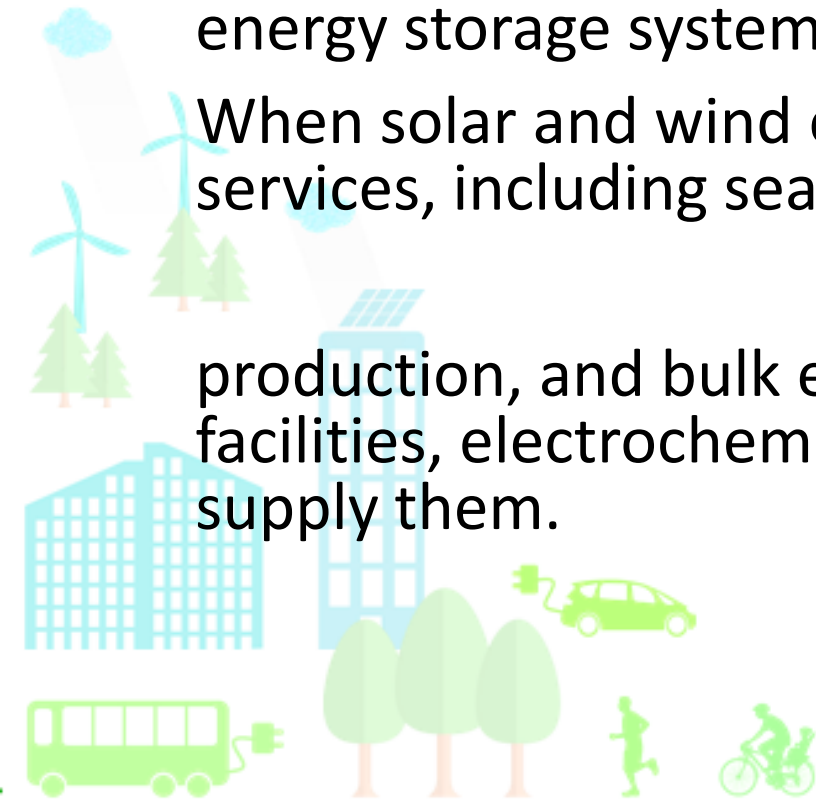 energy storage system
When solar and wind
services, including sea
production, and bulk
facilities, electrochem
supply them.